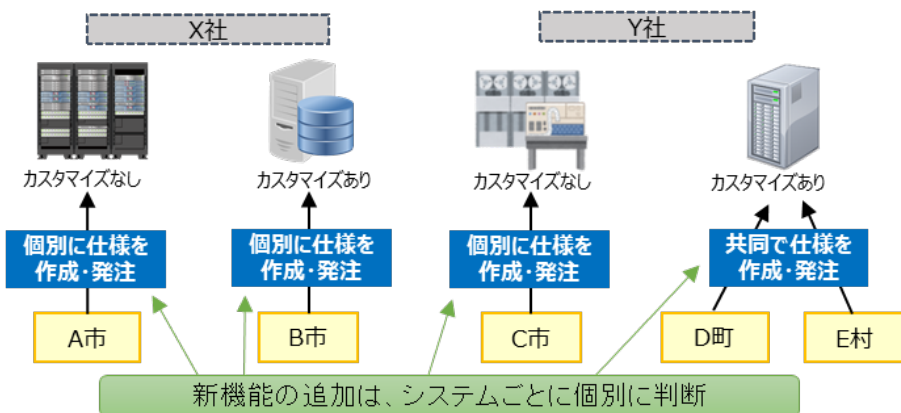 X社
Y社
カスタマイズなし
カスタマイズあり
カスタマイズなし
カスタマイズあり
個別に仕様を
作成・発注
個別に仕様を
作成・発注
個別に仕様を
作成・発注
共同で仕様を
作成・発注
A市
B市
C市
D町
E村
新機能の追加は、システムごとに個別に判断